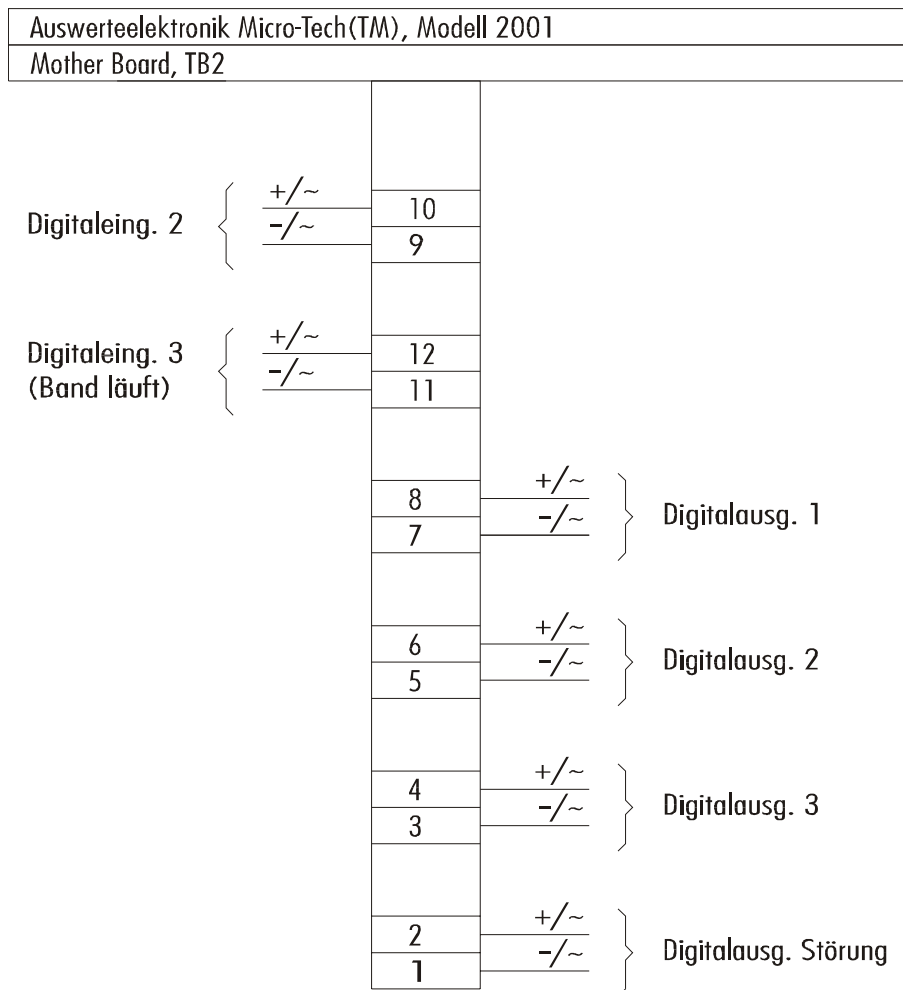 Auswerteelektronik Micro-Tech(TM), Modell 2001
Mother Board, TB2
Digitaleing. 2
+/~
10
-/~
9
Digitaleing. 3
(Band läuft)
+/~
12
-/~
11
8
+/~
7
-/~
Digitalausg. 1
6
+/~
5
-/~
Digitalausg. 2
4
+/~
3
-/~
Digitalausg. 3
2
+/~
1
-/~
Digitalausg. Störung